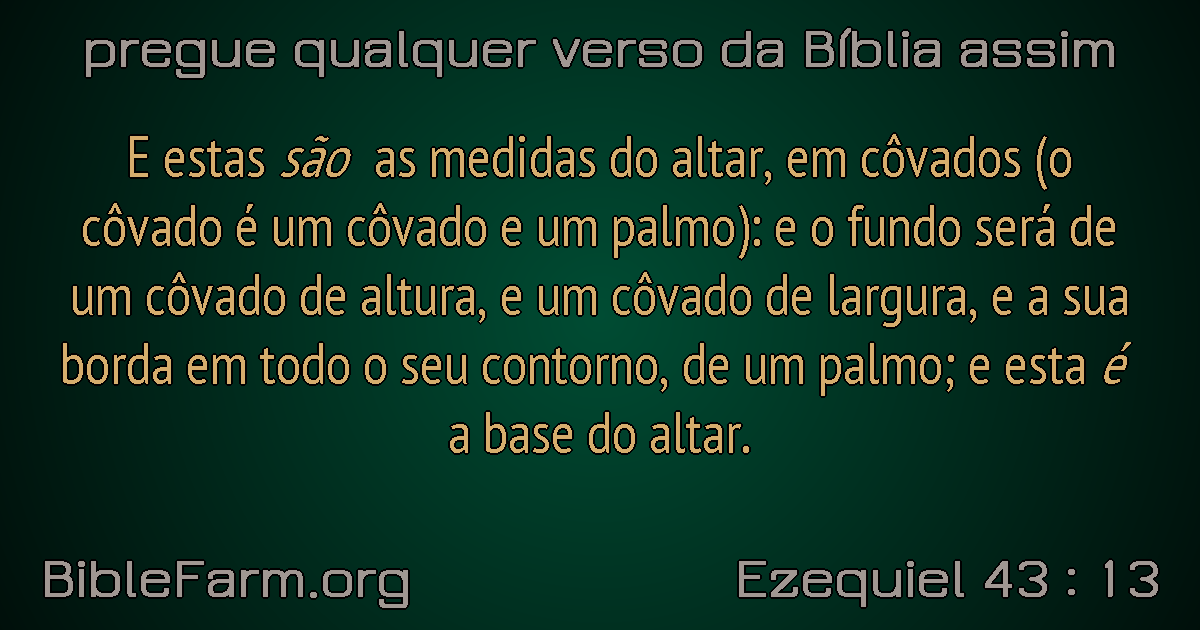 pregue qualquer verso da Bíblia assim
E estas são as medidas do altar, em côvados (o
côvado é um côvado e um palmo): e o fundo será de
um côvado de altura, e um côvado de largura, e a sua
borda em todo o seu contorno, de um palmo; e esta é
a base do altar.
BibleFarm.org
Ezequiel 43 : 13